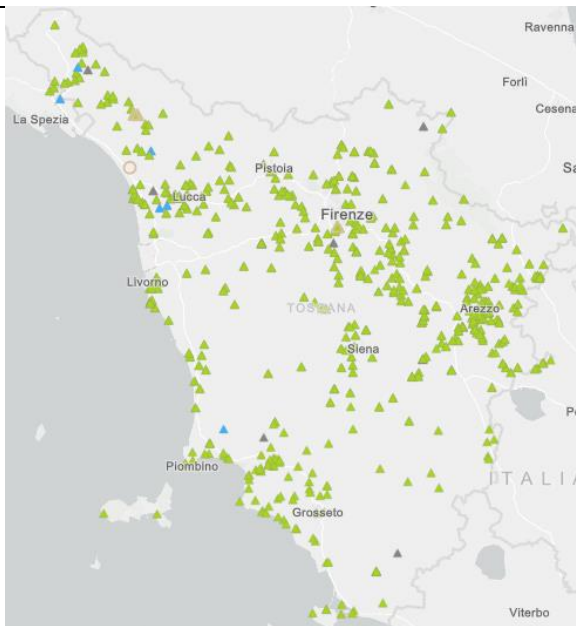 Ravenna
Forlì
Cesena
La Spezia
Pistoia
Lucca
Firenze
Livorno
TOSCANA
Arezzo
Siena
Piombino
ITALIA
Grosseto
Viterbo